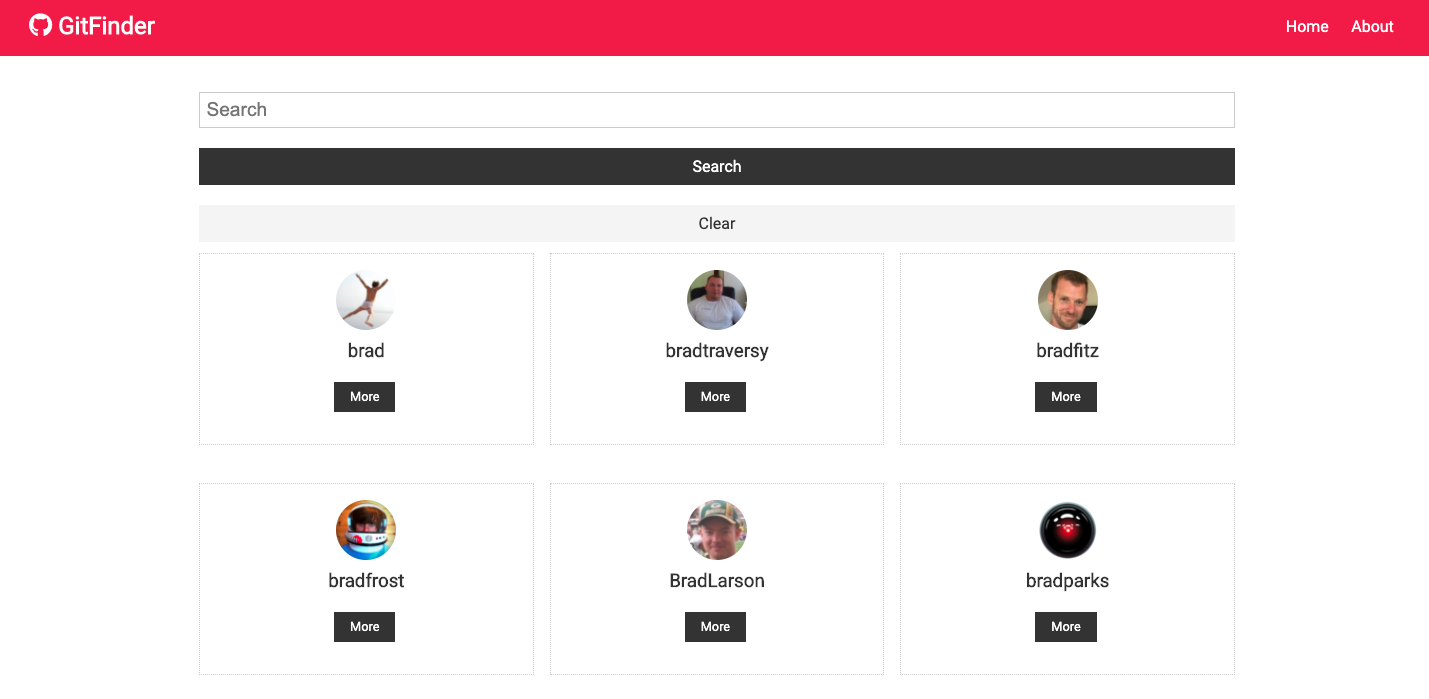 GitFinder Home About
Search
Search
Clear
brad bradtraversy bradfitz
More More More
bradfrost BradLarson bradparks
More More More